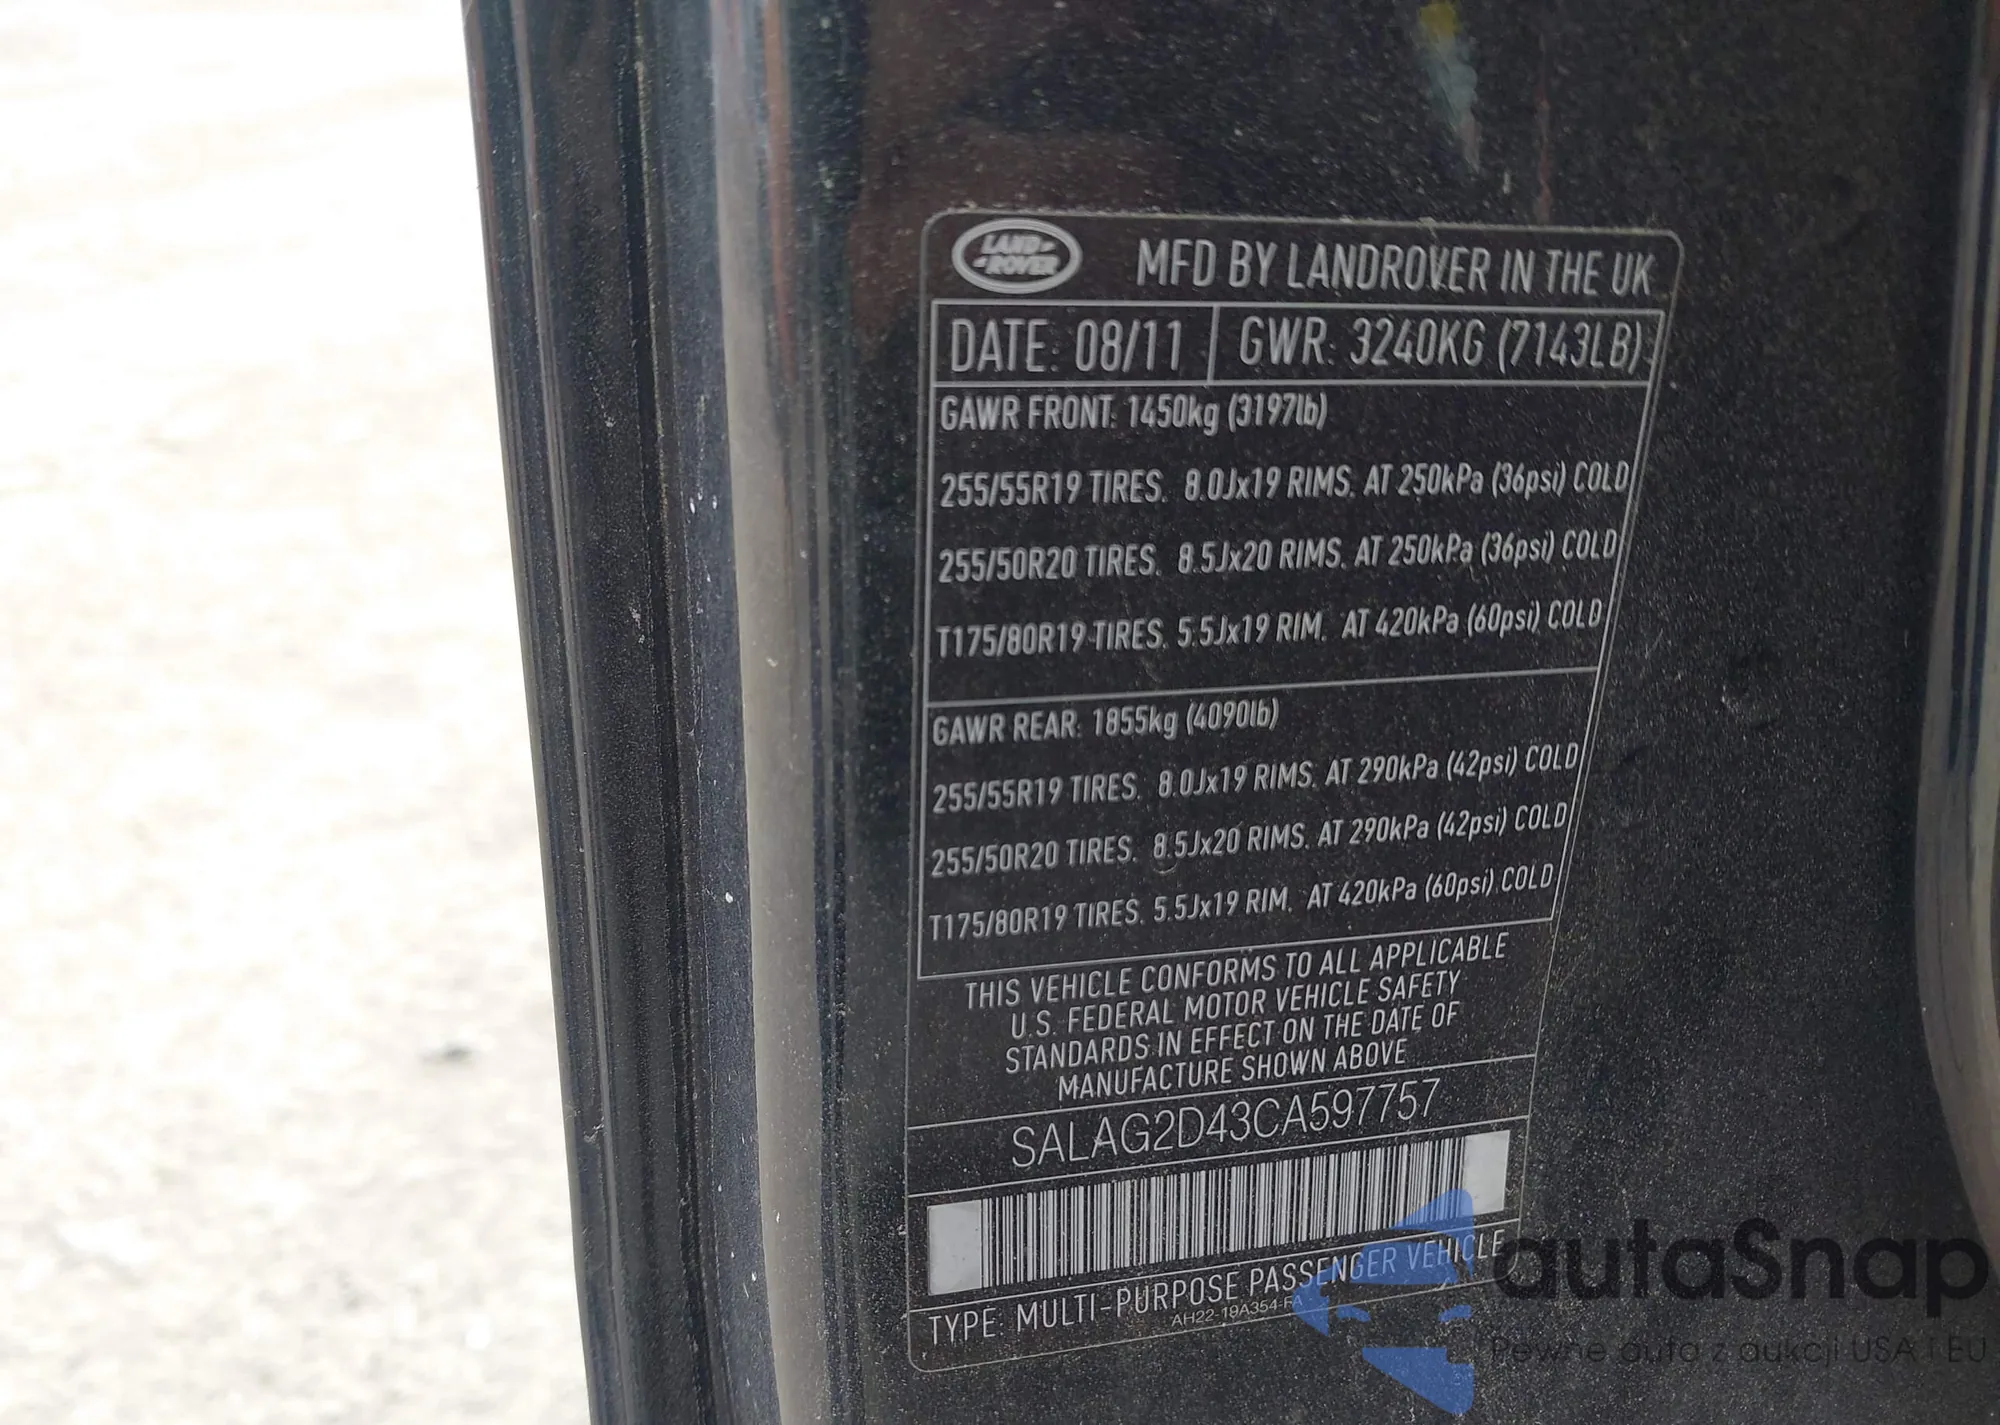 LAND-
-ROVER
MFD BY LANDROVER IN THE UK
DATE: 08/11 GWR: 3240KG (7143LB)
GAWR FRONT: 1450kg (3197lb)
255/55R19 TIRES. 8.0Jx19 RIMS. AT 250kPa (36psi) COLD
255/50R20 TIRES. 8.5Jx20 RIMS. AT 250kPa (36psi) COLD
T175/80R19 TIRES. 5.5Jx19 RIM. AT 420kPa (60psi) COLD
GAWR REAR: 1855kg (4090lb)
255/55R19 TIRES. 8.0Jx19 RIMS. AT 290kPa (42psi) COLD
255/50R20 TIRES. 8.5Jx20 RIMS. AT 290kPa (42psi) COLD
T175/80R19 TIRES. 5.5Jx19 RIM. AT 420kPa (60psi) COLD
THIS VEHICLE CONFORMS TO ALL APPLICABLE
U.S. FEDERAL MOTOR VEHICLE SAFETY
STANDARDS IN EFFECT ON THE DATE OF
MANUFACTURE SHOWN ABOVE
SALAG2D43CA597757
TYPE: MULTI-PURPOSE PASSENGER VEHICLE
AH22-19A354-FA
autaSnap
Pewne auto z aukcji USA i EU